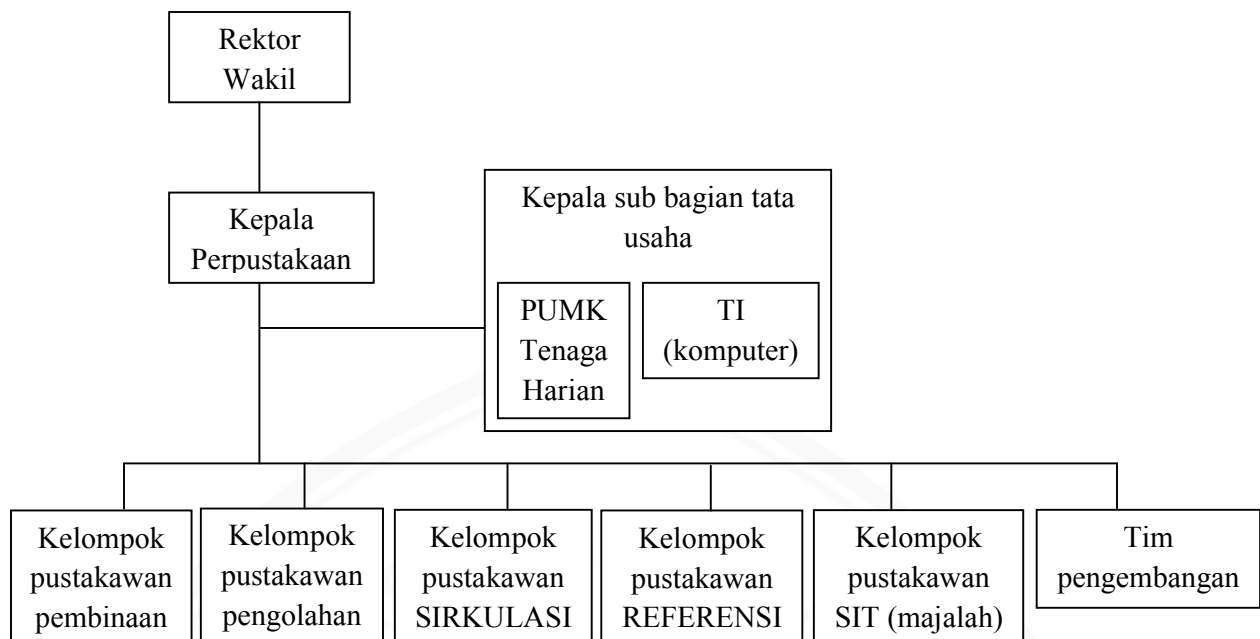 Rektor
Wakil
Kepala
Perpustakaan
Kepala sub bagian tata
usaha
PUMK
Tenaga
Harian
TI
(komputer)
Kelompok
pustakawan
pembinaan
Kelompok
pustakawan
pengolahan
Kelompok
pustakawan
SIRKULASI
Kelompok
pustakawan
REFERENSI
Kelompok
pustakawan
SIT (majalah)
Tim
pengembangan